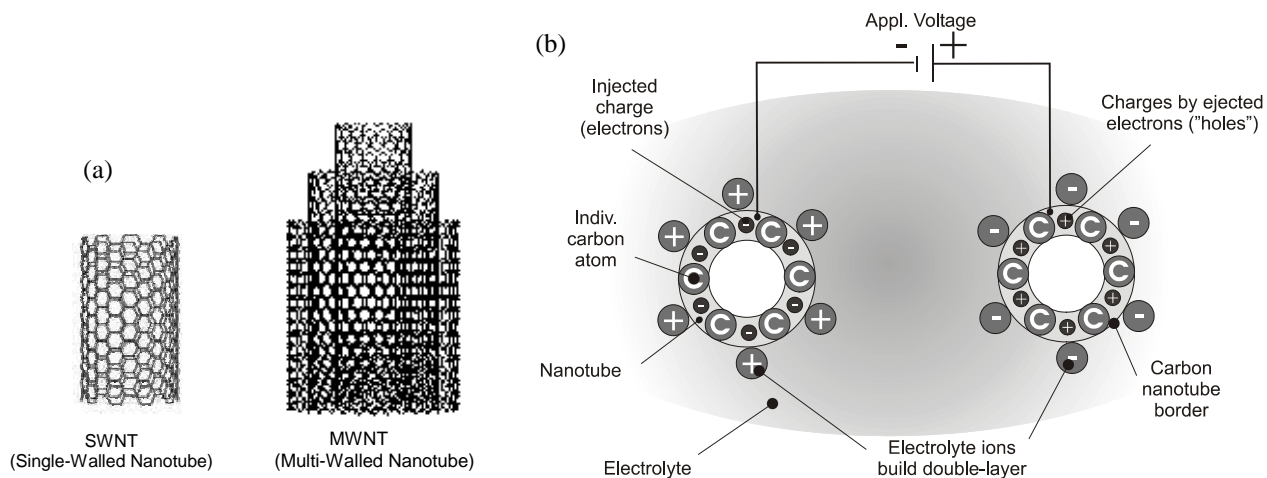 (a)
SWNT
(Single-Walled Nanotube)
MWNT
(Multi-Walled Nanotube)
(b)
Appl. Voltage
- +
Injected
charge
(electrons)
Charges by ejected
electrons ("holes")
Indiv.
carbon
atom
Nanotube
Electrolyte
Electrolyte ions
build double-layer
Carbon
nanotube
border
+ + + + + +
- - - - - -
C C C C C C
- - - - - -
C C C C C C
+ + + + + +